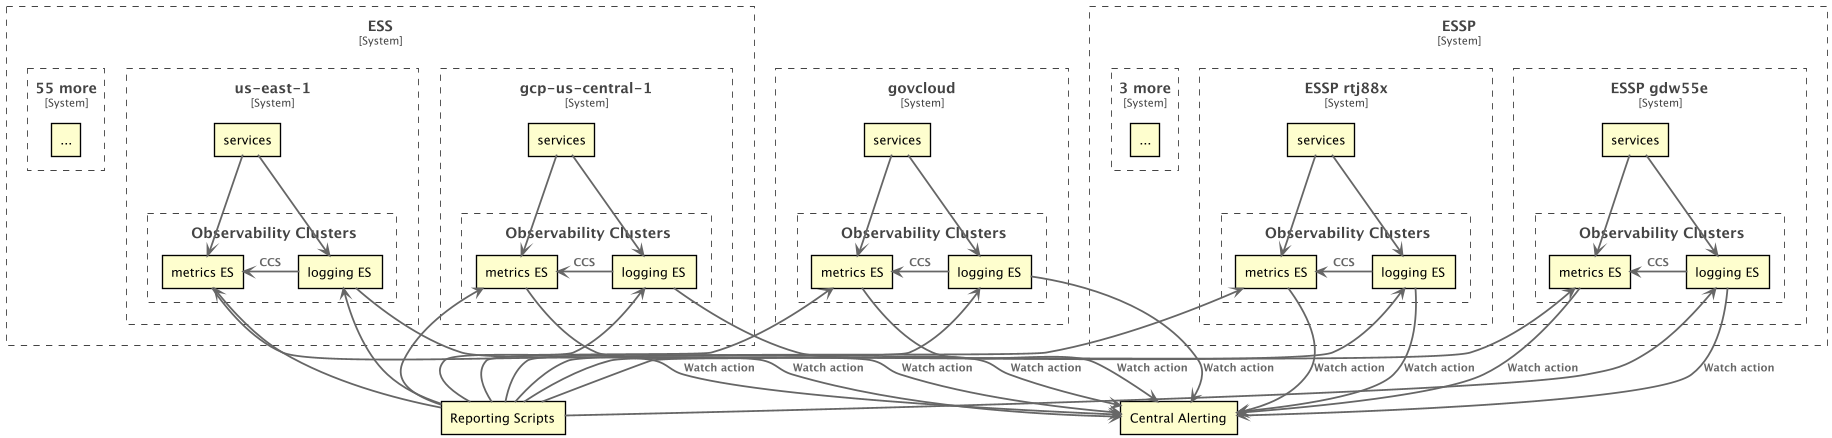 ESS
[System]
ESSP
[System]
55 more
[System]
...
us-east-1
[System]
services
Observability Clusters
metrics ES
CCS
logging ES
gcp-us-central-1
[System]
services
Observability Clusters
metrics ES
CCS
logging ES
govcloud
[System]
services
Observability Clusters
metrics ES
CCS
logging ES
3 more
[System]
...
ESSP rtj88x
[System]
services
Observability Clusters
metrics ES
CCS
logging ES
ESSP gdw55e
[System]
services
Observability Clusters
metrics ES
CCS
logging ES
Watch action
Watch action
Watch action
Watch action
Watch action
Watch action
Watch action
Watch action
Watch action
Watch action
Reporting Scripts
Central Alerting